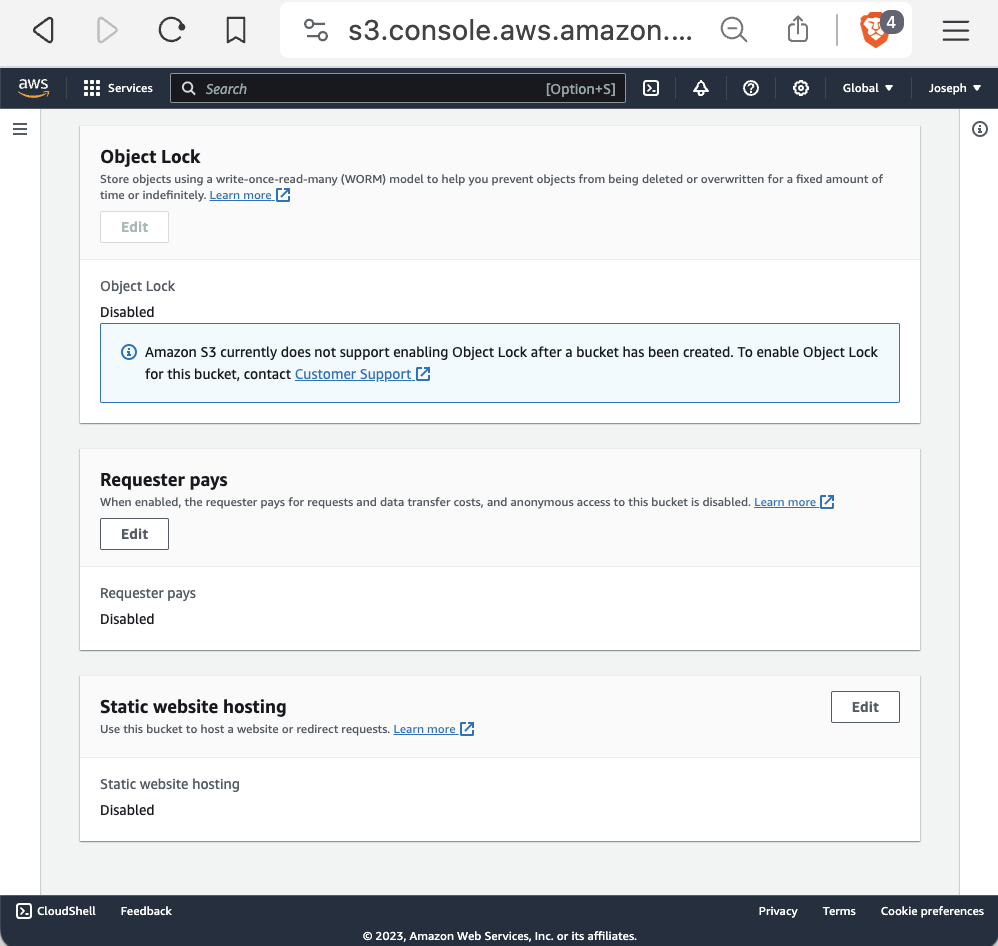 s3.console.aws.amazon....
4
aws
Services
Search
[Option+S]
Global
Joseph
Object Lock
Store objects using a write-once-read-many (WORM) model to help you prevent objects from being deleted or overwritten for a fixed amount of
time or indefinitely. Learn more
Edit
Object Lock
Disabled
Amazon S3 currently does not support enabling Object Lock after a bucket has been created. To enable Object Lock
for this bucket, contact Customer Support
Requester pays
When enabled, the requester pays for requests and data transfer costs, and anonymous access to this bucket is disabled. Learn more
Edit
Requester pays
Disabled
Static website hosting
Edit
Use this bucket to host a website or redirect requests. Learn more
Static website hosting
Disabled
CloudShell
Feedback
Privacy
Terms
Cookie preferences
© 2023, Amazon Web Services, Inc. or its affiliates.